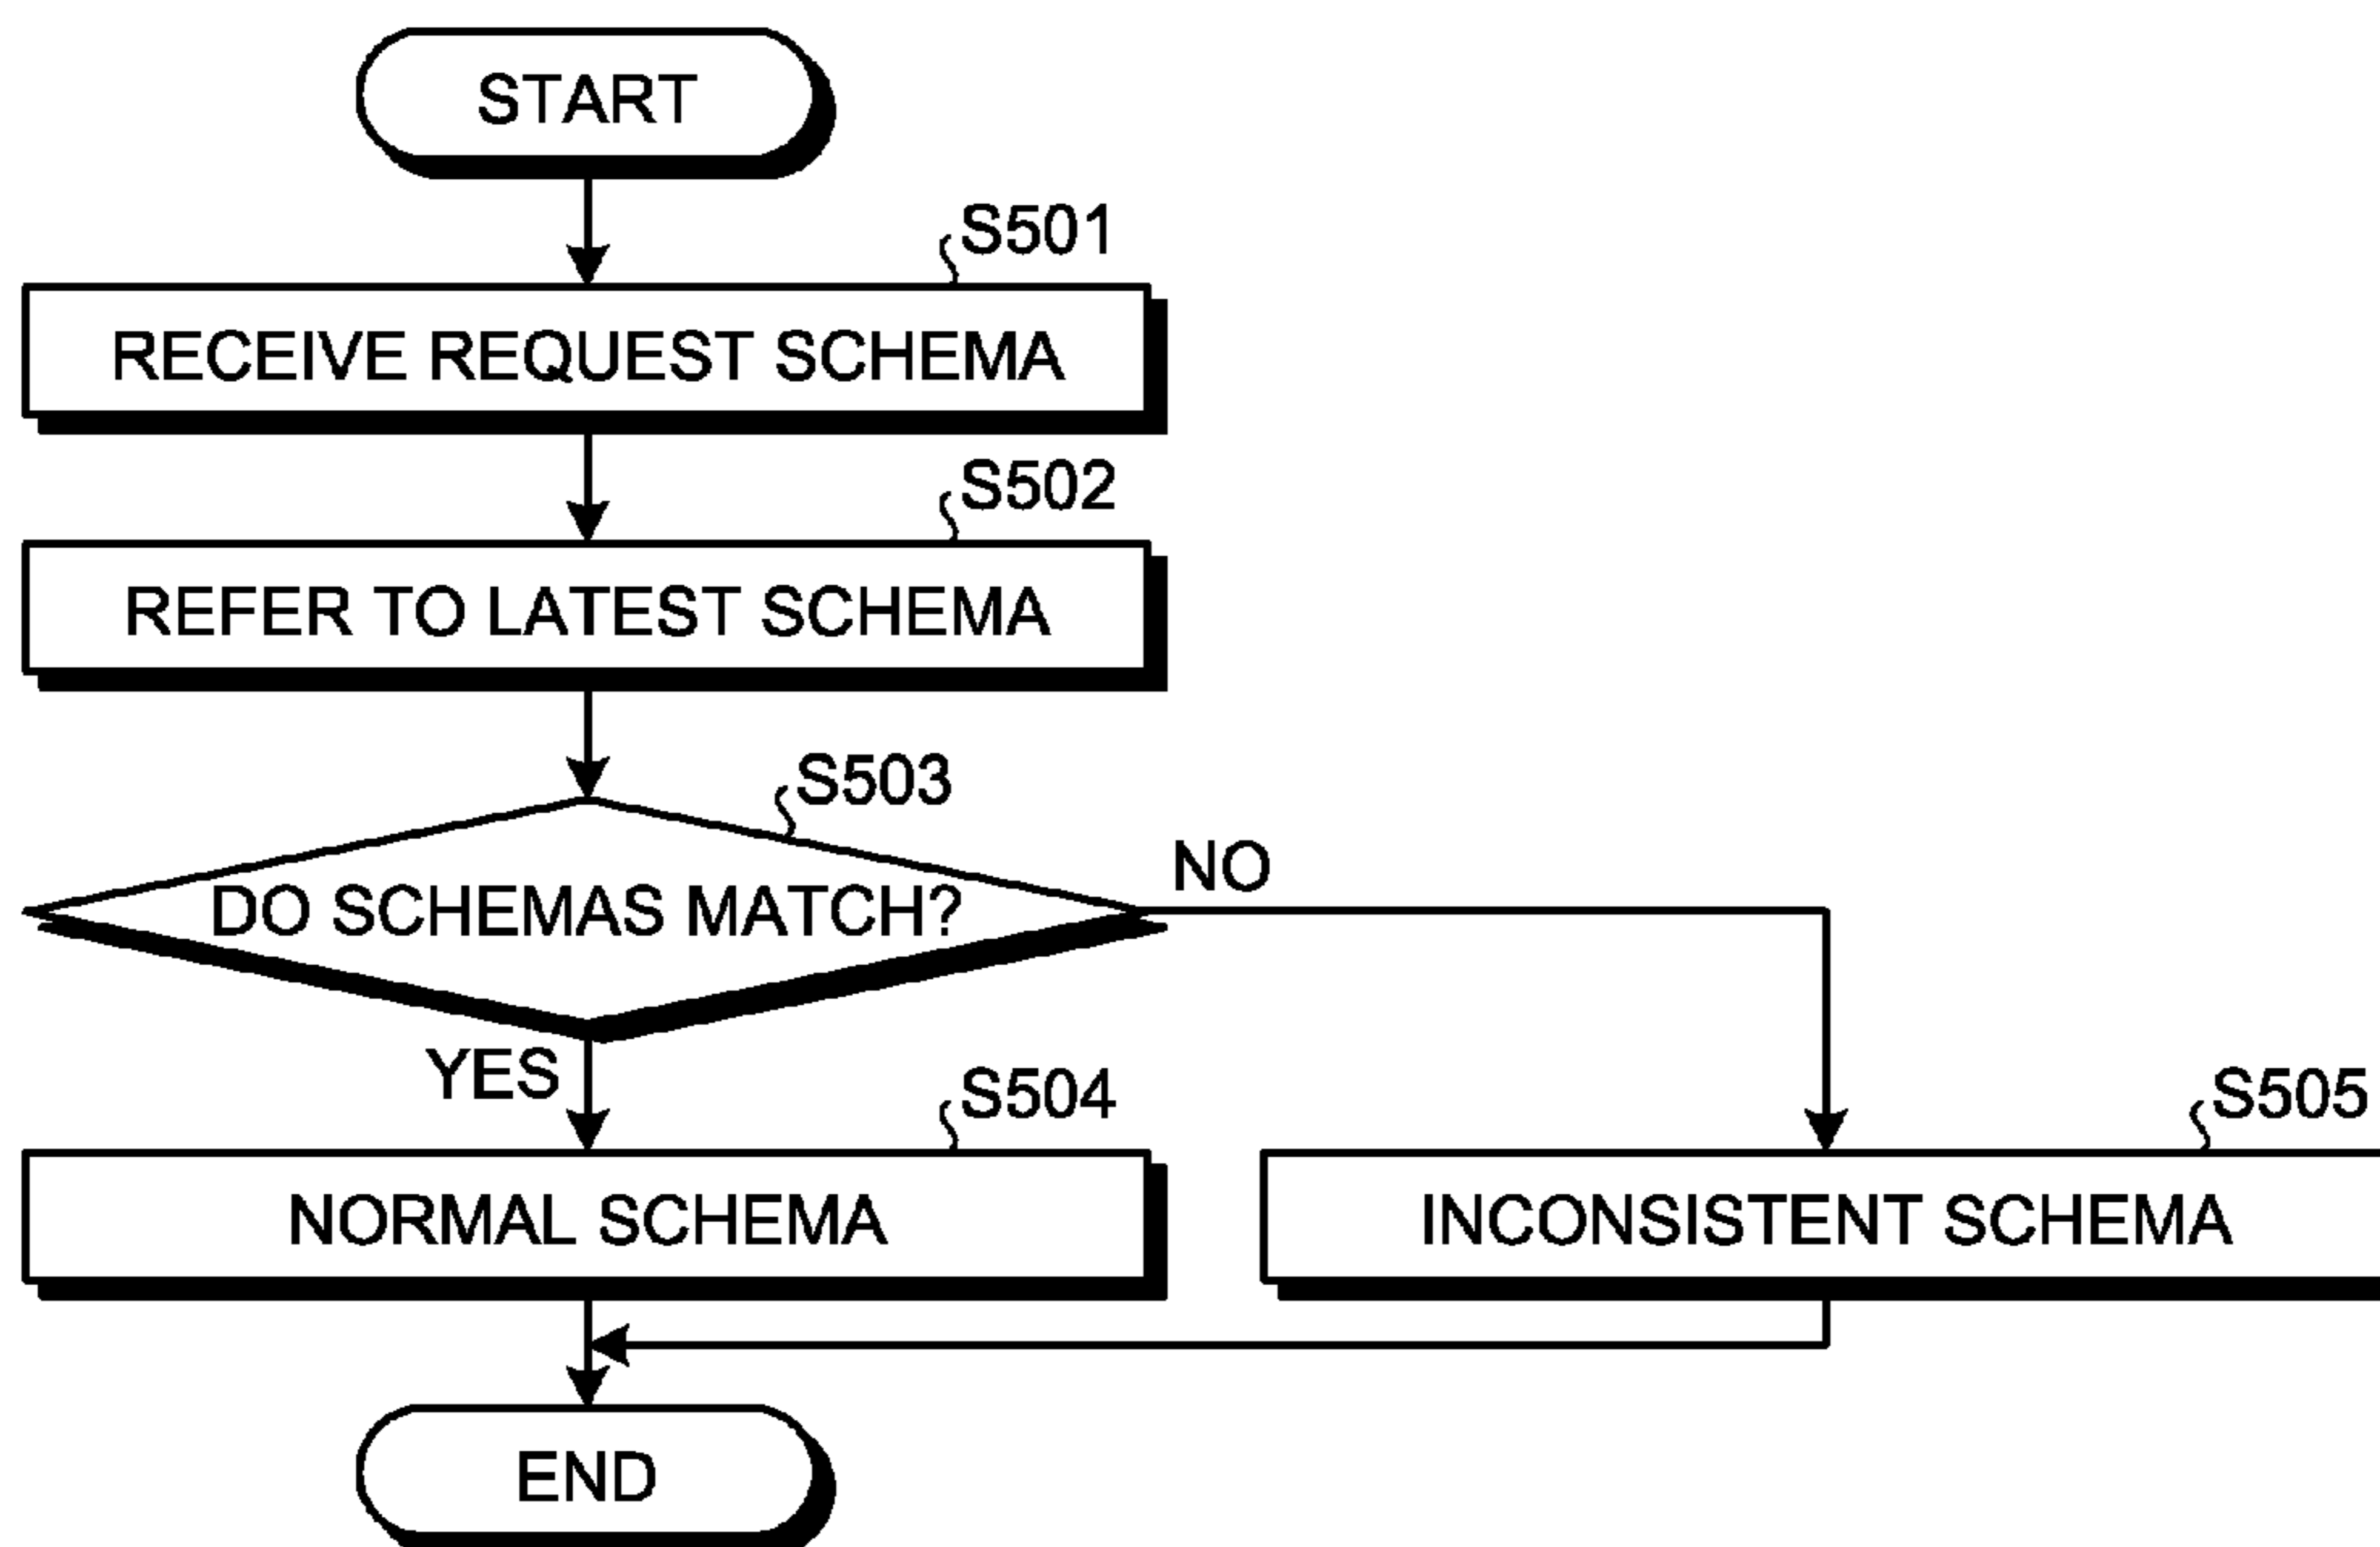 START
S501
RECEIVE REQUEST SCHEMA
S502
REFER TO LATEST SCHEMA
S503
DO SCHEMAS MATCH?
NO
YES
S504
NORMAL SCHEMA
S505
INCONSISTENT SCHEMA
END